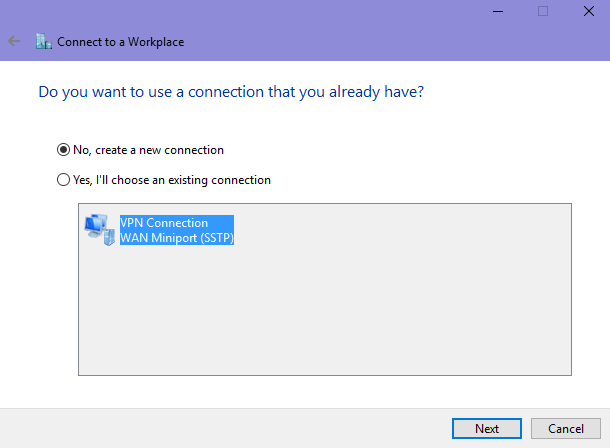 Connect to a Workplace
Do you want to use a connection that you already have?
No, create a new connection
Yes, I'll choose an existing connection
VPN Connection
WAN Miniport (SSTP)
Next
Cancel